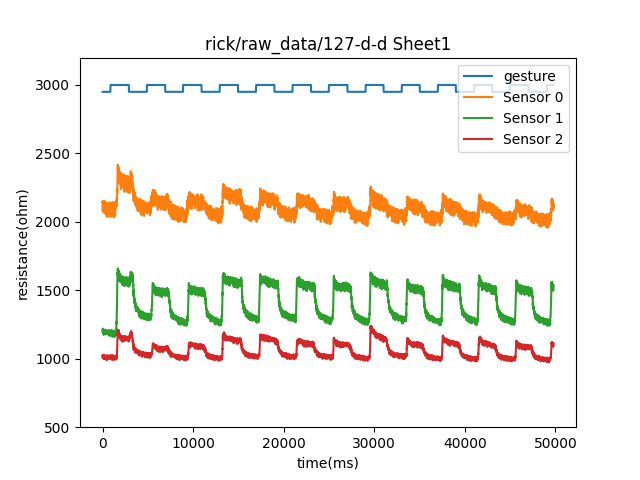 rick/raw_data/127-d-d Sheet1
gesture
Sensor 0
Sensor 1
Sensor 2
3000
2500
2000
1500
1000
500
resistance(ohm)
0
10000
20000
30000
40000
50000
time(ms)